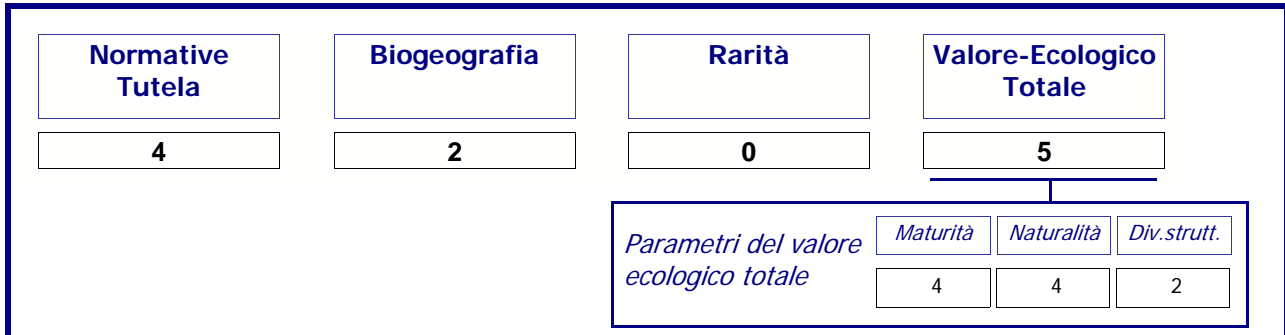 Normative
Tutela
Biogeografia
Rarità
Valore-Ecologico
Totale
4
2
0
5
Parametri del valore
ecologico totale
Maturità
Naturalità
Div.strutt.
4
4
2